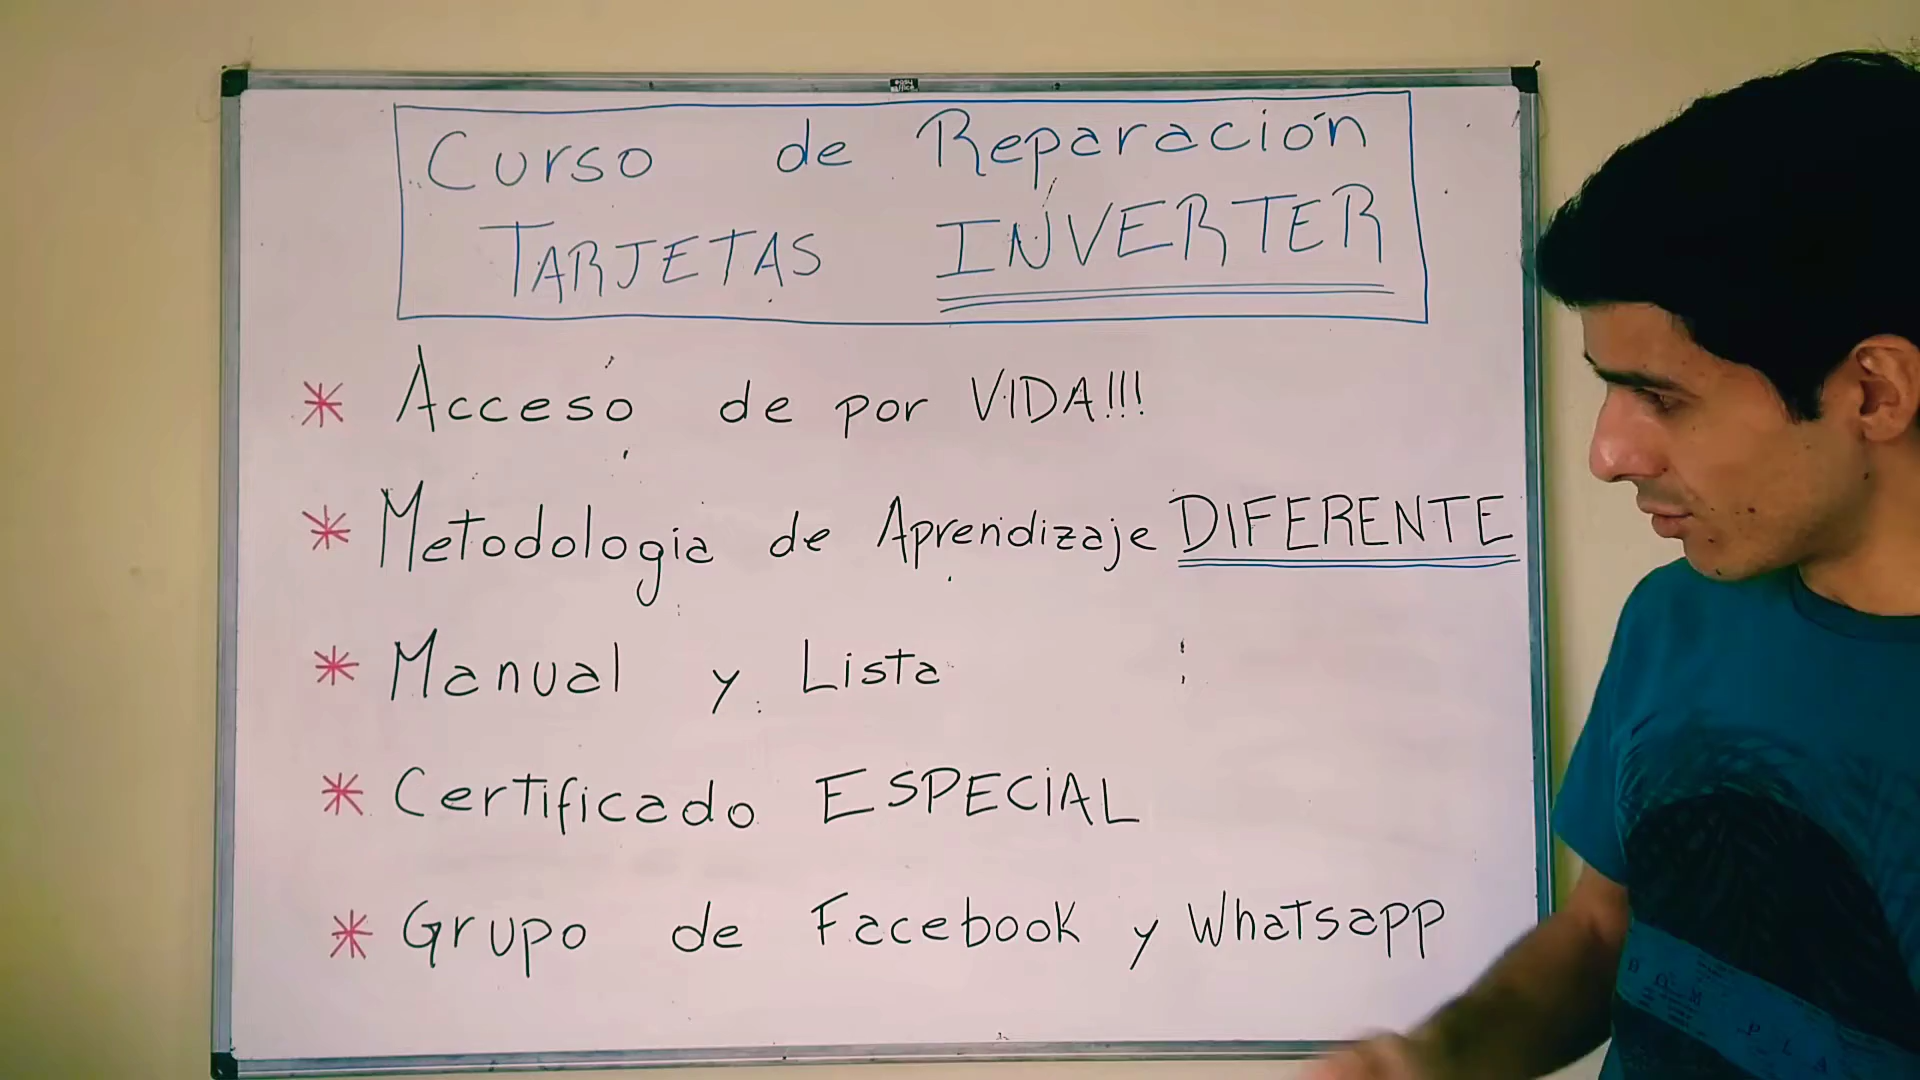 Curso de Reparación
TARJETAS INVERTER
* Acceso de por VIDA!!!
* Metodologia de Aprendizaje DIFERENTE
* Manual y Lista
* Certificado ESPECiAL
* Grupo de Facebook y Whatsapp